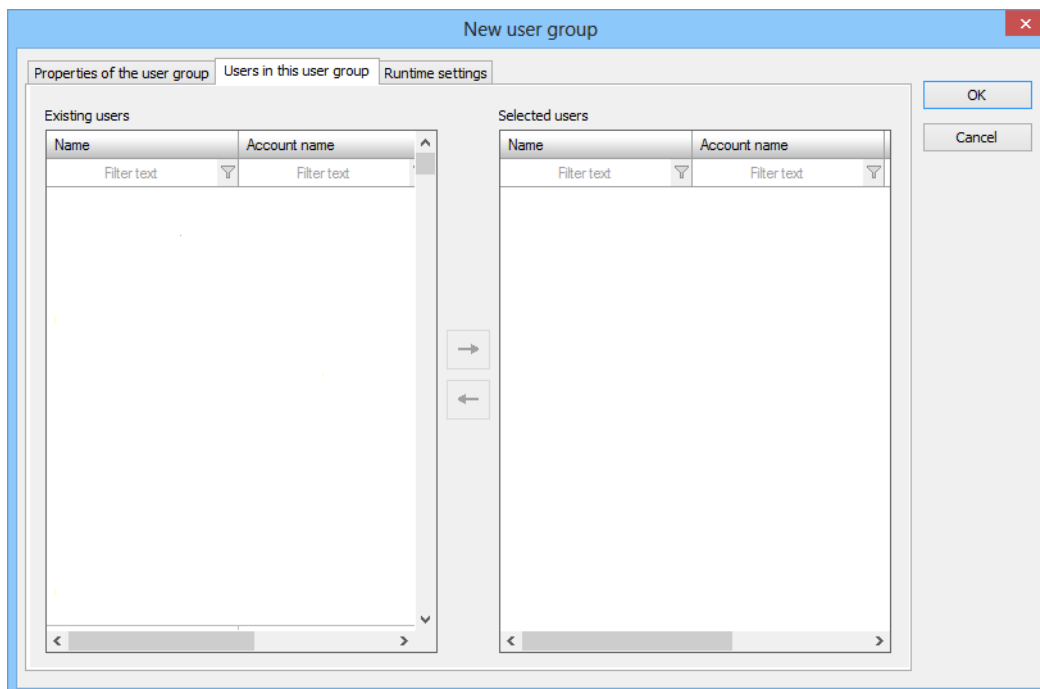 New user group
Properties of the user group Users in this user group Runtime settings
OK
Cancel
Existing users
Name Account name
Filter text Filter text
Selected users
Name Account name
Filter text Filter text